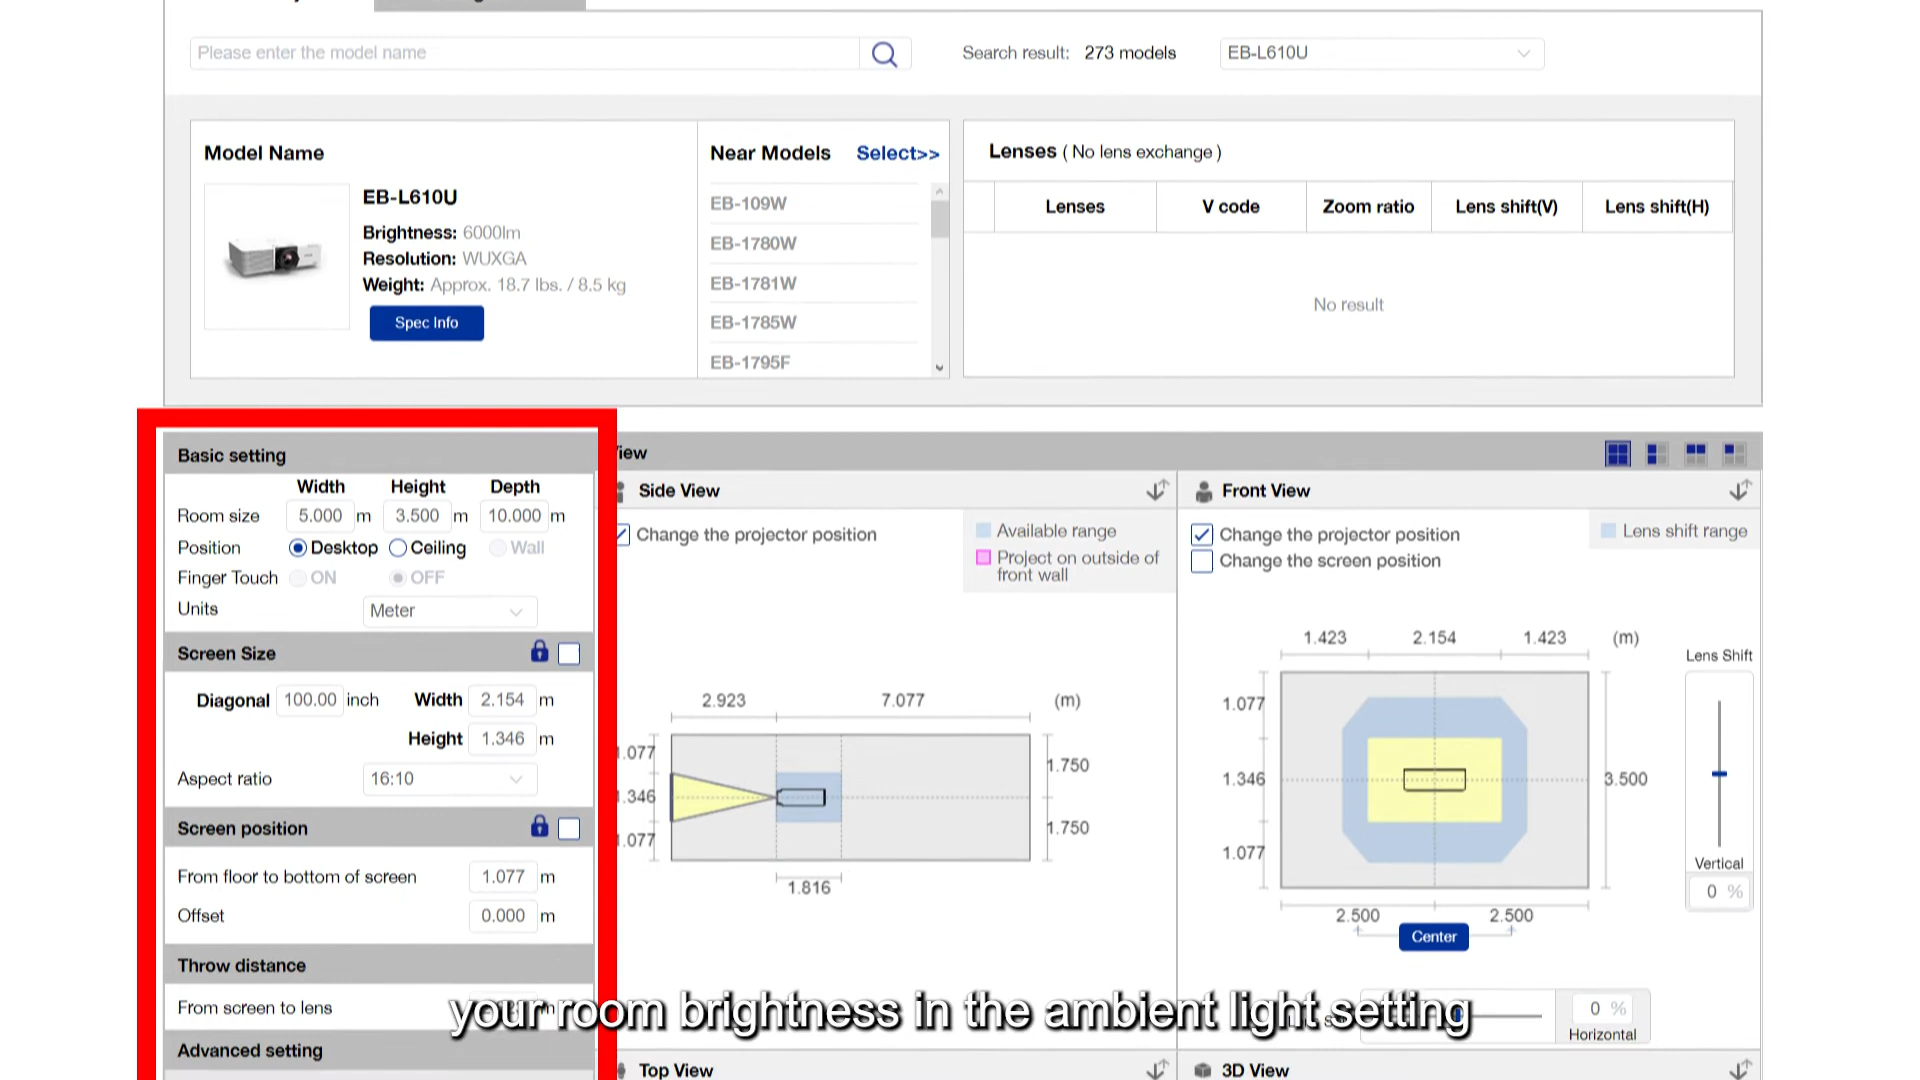 Please enter the model name
Search result: 273 models
EB-L610U
Model Name
EB-L610U
Brightness: 6000lm
Resolution: WUXGA
Weight: Approx. 18.7 lbs. / 8.5 kg
Spec Info
Near Models Select>>
EB-109W
EB-1780W
EB-1781W
EB-1785W
EB-1795F
Lenses ( No lens exchange )
Lenses V code Zoom ratio Lens shift(V) Lens shift(H)
No result
Basic setting
Width Height Depth
Room size 5.000 m 3.500 m 10.000 m
Position Desktop Ceiling Wall
Finger Touch ON OFF
Units Meter
Screen Size
Diagonal 100.00 inch Width 2.154 m
Height 1.346 m
Aspect ratio 16:10
Screen position
From floor to bottom of screen 1.077 m
Offset 0.000 m
Throw distance
From screen to lens
Advanced setting
Side View
Change the projector position
Available range
Project on outside of
front wall
2.923 7.077 (m)
1.750
1.346
1.750
1.816
Front View
Change the projector position
Change the screen position
Lens shift range
1.423 2.154 1.423 (m)
1.077
1.346 3.500
1.077
2.500 2.500
Center
Lens Shift
Vertical
0 %
0 %
Horizontal
your room brightness in the ambient light setting
Top View
3D View